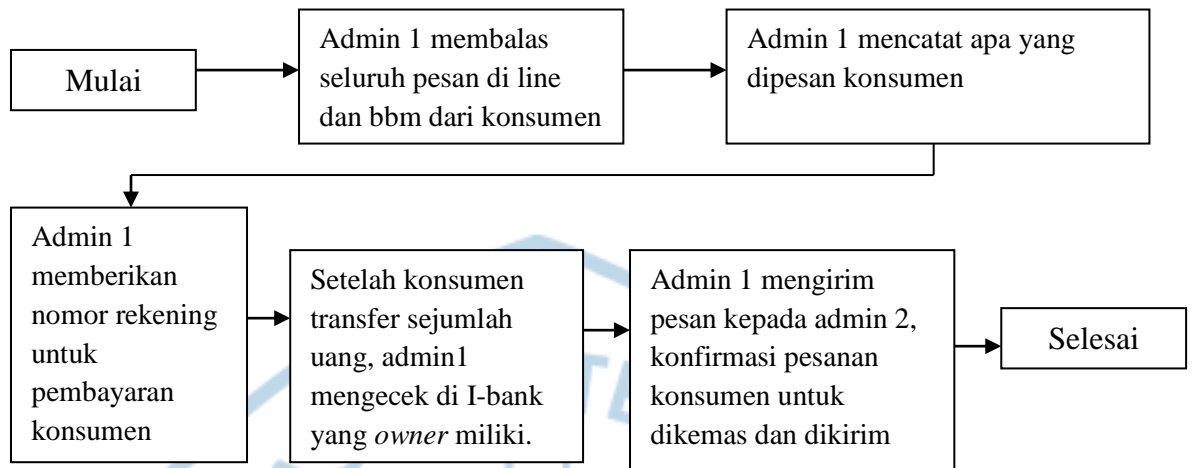 Mulai
Admin 1 membalas
seluruh pesan di line
dan bbm dari konsumen
Admin 1 mencatat apa yang
dipesan konsumen
Admin 1
memberikan
nomor rekening
untuk
pembayaran
konsumen
Setelah konsumen
transfer sejumlah
uang, admin1
mengecek di I-bank
yang owner miliki.
Admin 1 mengirim
pesan kepada admin 2,
konfirmasi pesanan
konsumen untuk
dikemas dan dikirim
Selesai